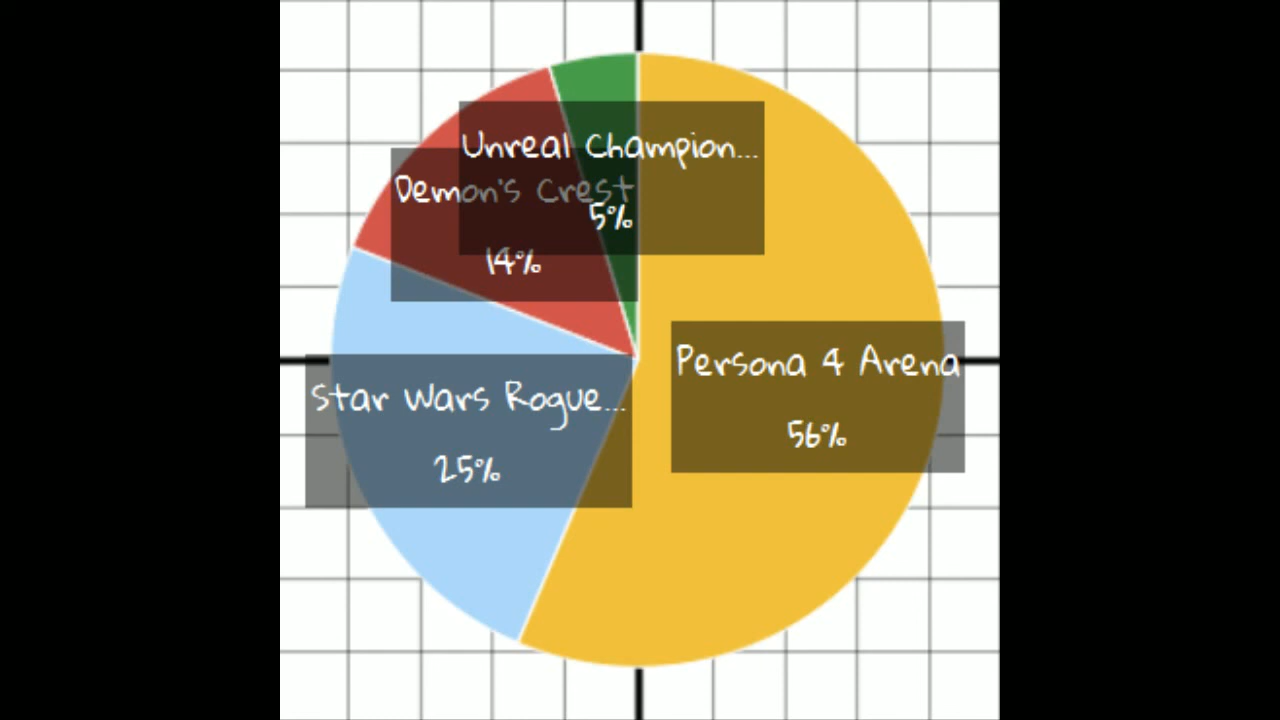 Unreal Champion...
5%
Demon's Crest
14%
Persona 4 Arena
56%
Star Wars Rogue...
25%